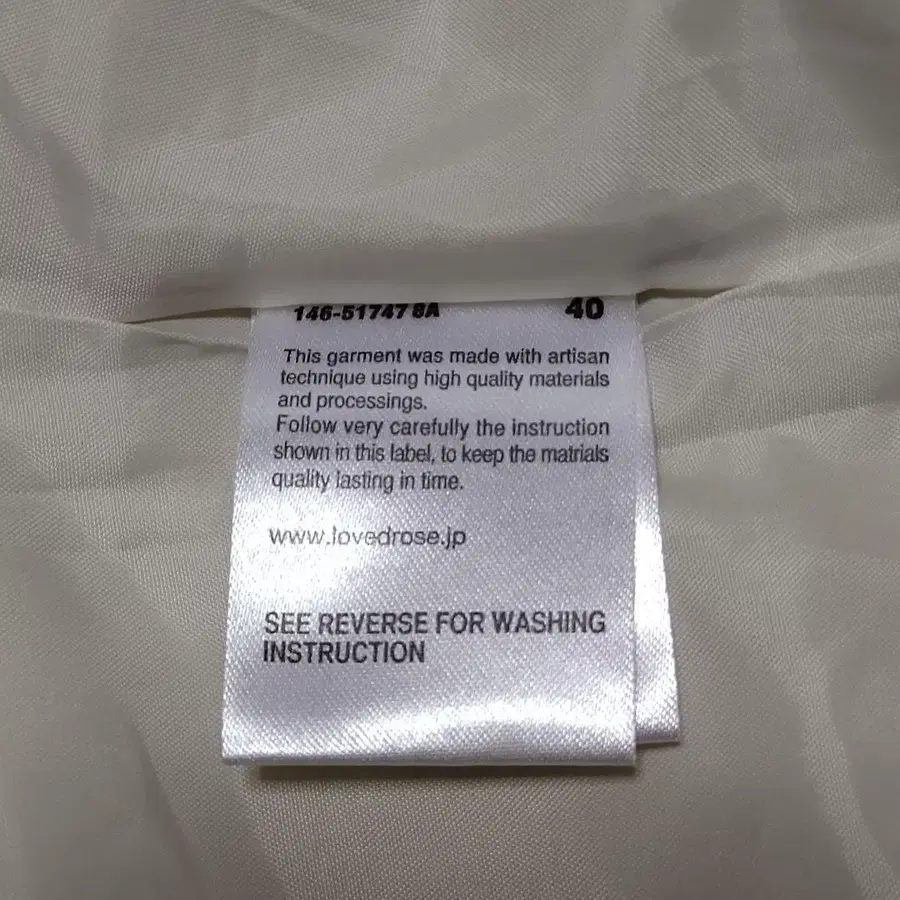 146-51747 8A 40
This garment was made with artisan
technique using high quality materials
and processings.
Follow very carefully the instruction
shown in this label, to keep the matrials
quality lasting in time.
www.lovedrose.jp
SEE REVERSE FOR WASHING
INSTRUCTION